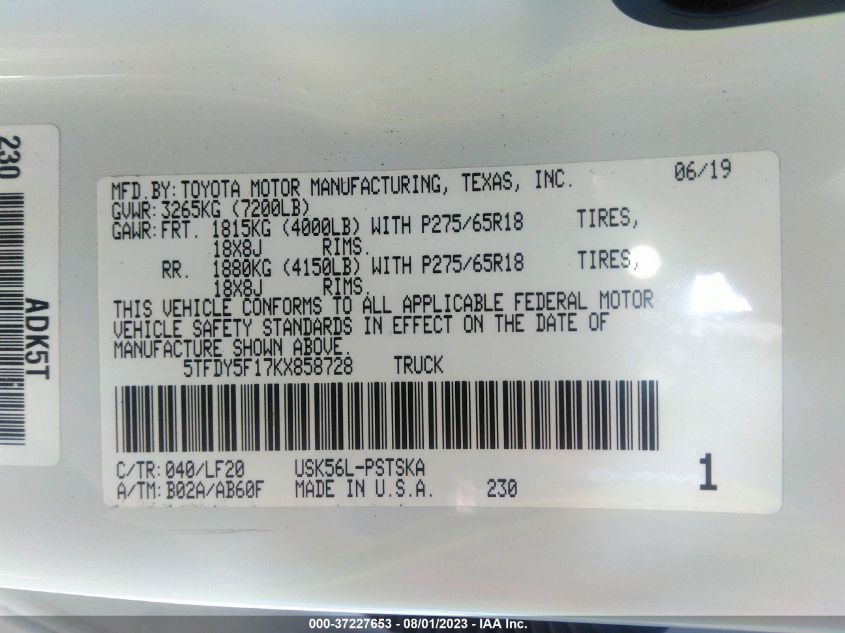 230
ADK5T
MFD.BY:TOYOTA MOTOR MANUFACTURING, TEXAS, INC. 06/19
GVWR:3265KG (7200LB)
GAWR:FRT. 1815KG (4000LB) WITH P275/65R18 TIRES,
18X8J RIMS.
RR. 1880KG (4150LB) WITH P275/65R18 TIRES,
18X8J RIMS.
THIS VEHICLE CONFORMS TO ALL APPLICABLE FEDERAL MOTOR
VEHICLE SAFETY STANDARDS IN EFFECT ON THE DATE OF
MANUFACTURE SHOWN ABOVE.
5TFDY5F17KX858728 TRUCK
C/TR:040/LF20 USK56L-PSTSKA
A/TM:B02A/AB60F MADE IN U.S.A. 230
1
000-37227653 - 08/01/2023 - IAA Inc.